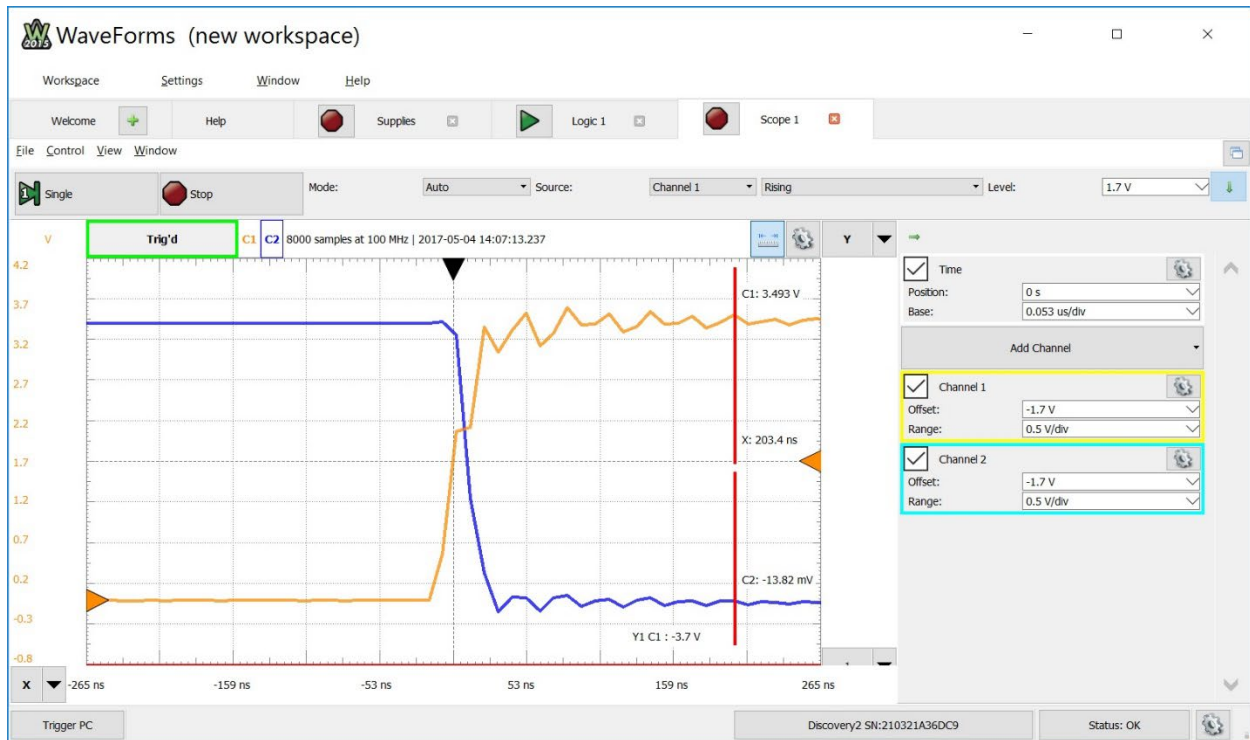 WaveForms (new workspace)
Workspace Settings Window Help
Welcome Help Supplies Logic 1 Scope 1
File Control View Window
1 Single Stop Mode: Auto Source: Channel 1 Rising Level: 1.7 V
V Trig'd C1 C2 8000 samples at 100 MHz | 2017-05-04 14:07:13.237 Y
4.2
3.7
3.2
2.7
2.2
1.7
1.2
0.7
0.2
-0.3
-0.8
C1: 3.493 V
X: 203.4 ns
C2: -13.82 mV
Y1 C1 : -3.7 V
X -265 ns -159 ns -53 ns 53 ns 159 ns 265 ns
Time
Position: 0 s
Base: 0.053 us/div
Add Channel
Channel 1
Offset: -1.7 V
Range: 0.5 V/div
Channel 2
Offset: -1.7 V
Range: 0.5 V/div
Trigger PC Discovery2 SN:210321A36DC9 Status: OK